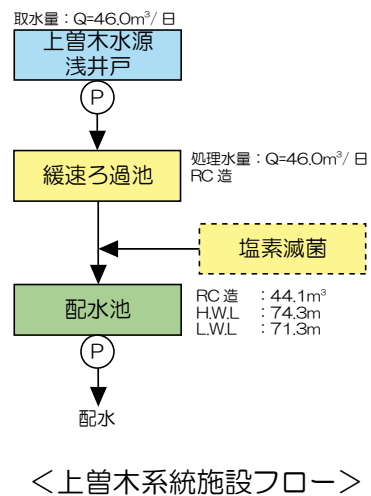 取水量：Q=46.0m³/日
上曽木水源
浅井戸
P
緩速ろ過池
処理水量：Q=46.0m³/日
RC造
塩素滅菌
配水池
RC造　：44.1m³
H.W.L　：74.3m
L.W.L　：71.3m
P
配水
＜上曽木系統施設フロー＞